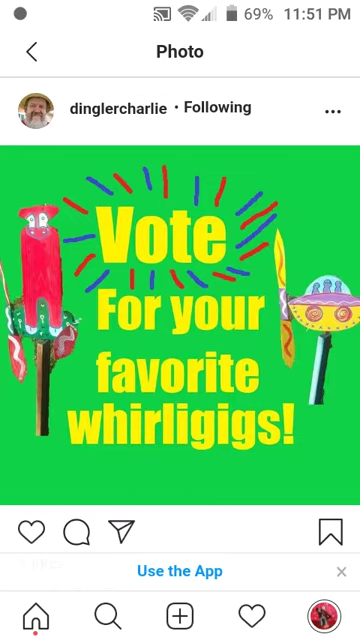 69% 11:51 PM
Photo
dinglercharlie • Following
Vote
For your
favorite
whirligigs!
Use the App